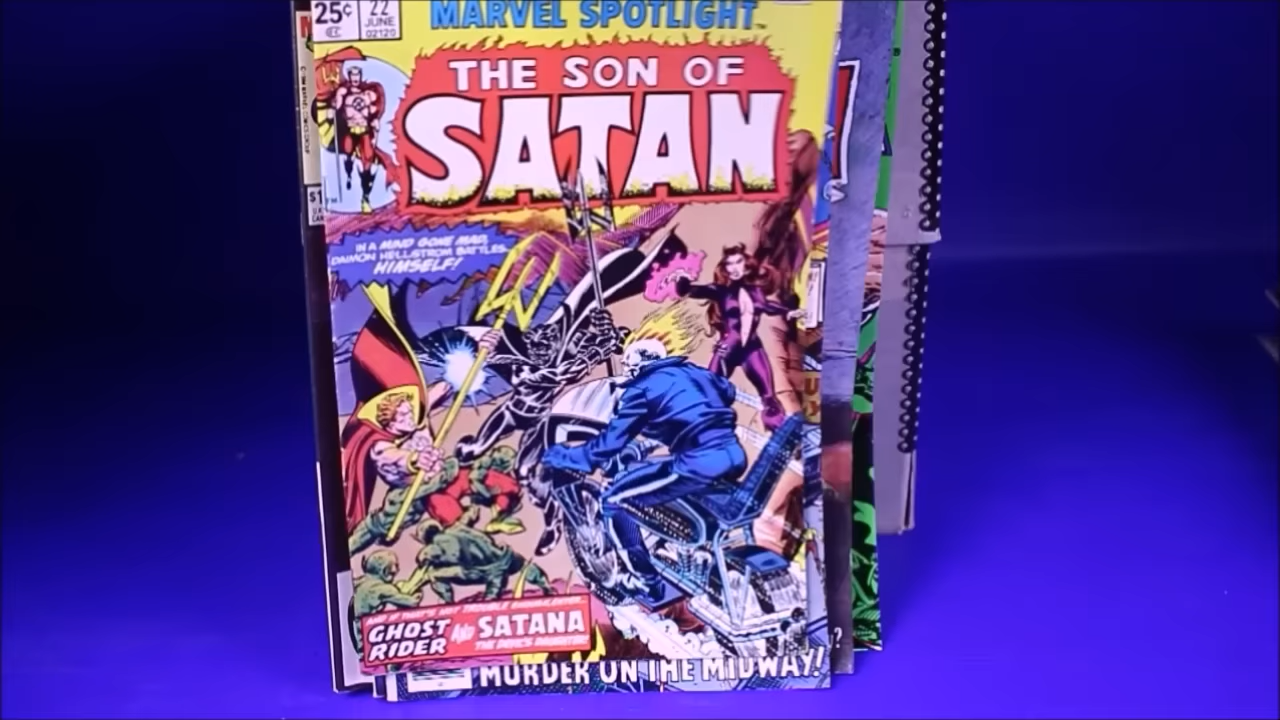 25¢
22
JUNE
02120
MARVEL SPOTLIGHT
THE SON OF
SATAN
$1
IN A MIND GONE MAD,
DAIMON HELLSTROM BATTLES...
HIMSELF!
GHOST
RIDER
AND SATANA
THE DEVIL'S DAUGHTER!
MURDER ON THE MIDWAY!